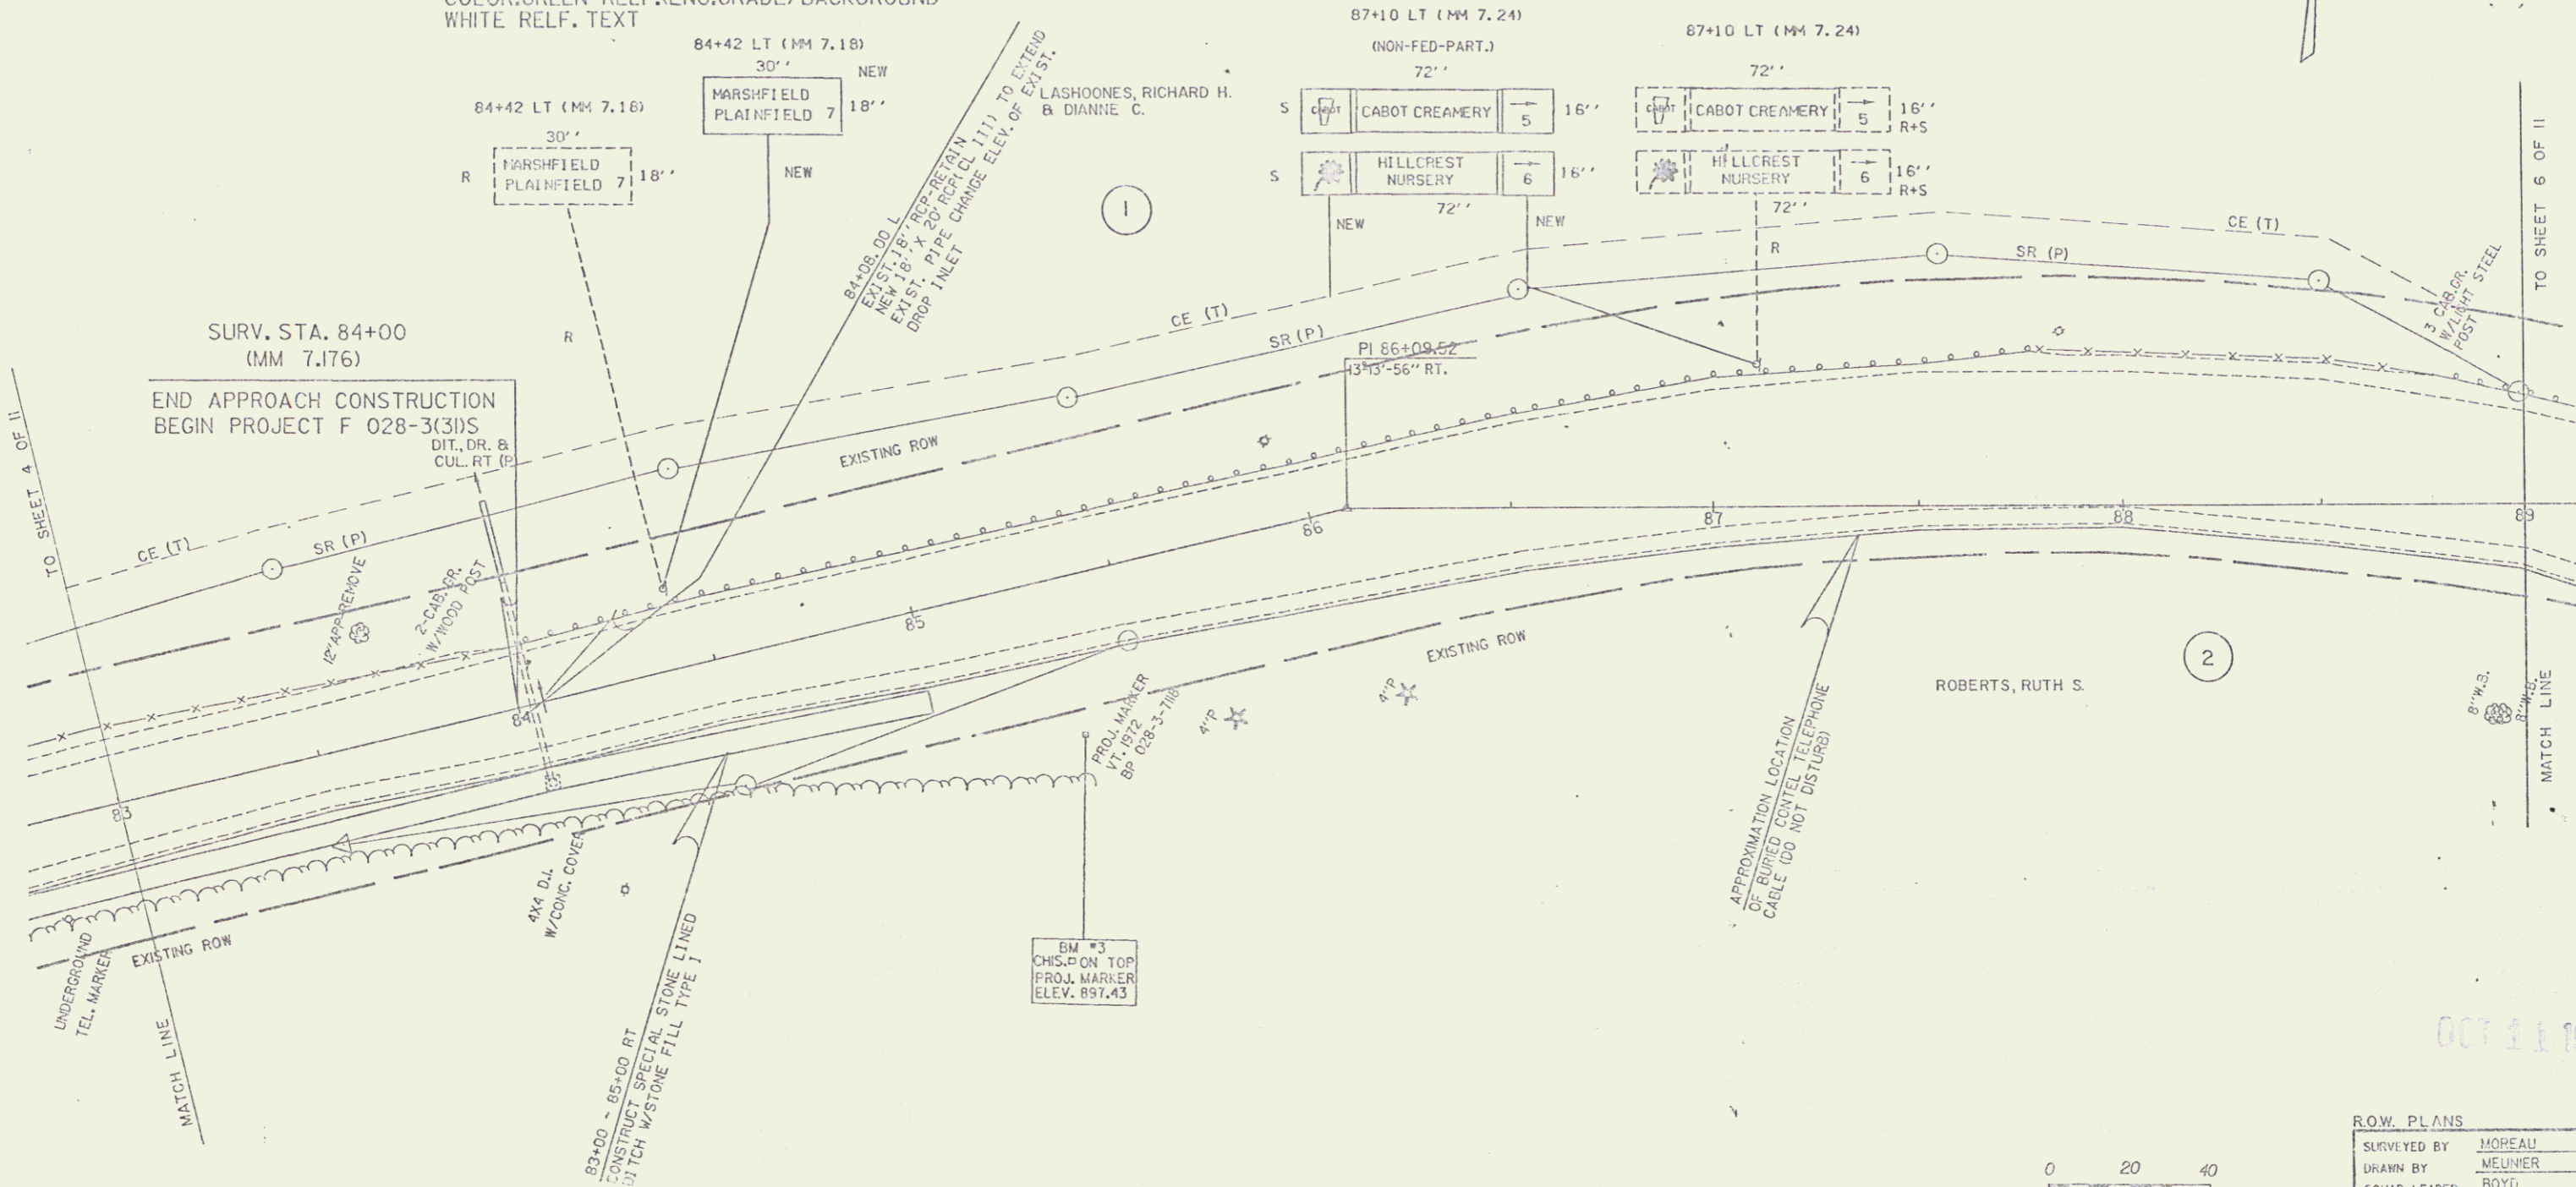 WHITE RELF. TEXT
84+42 LT (MM 7.18)
30''
NEW
MARSHFIELD
PLAINFIELD 7
18''
NEW
84+42 LT (MM 7.18)
30''
R
MARSHFIELD
PLAINFIELD 7
18''
R
84+08.00 L
EXIST. 18'' RCP-RETAIN
NEW 18'' X 20' RCP(CL III) TO EXTEND
EXIST. PIPE CHANGE ELEV. OF EXIST.
DROP INLET
LASHOONES, RICHARD H.
& DIANNE C.
1
87+10 LT (MM 7.24)
(NON-FED-PART.)
72''
S
CABOT
CABOT CREAMERY
5
16''
S
HILLCREST
NURSERY
6
16''
72''
NEW
NEW
87+10 LT (MM 7.24)
72''
CABOT
CABOT CREAMERY
5
16''
R+S
HILLCREST
NURSERY
6
16''
R+S
72''
R
CE (T)
SR (P)
3 CAB.GR.
W/LIGHT STEEL
POST
TO SHEET 6 OF 11
SURV. STA. 84+00
(MM 7.176)
END APPROACH CONSTRUCTION
BEGIN PROJECT F 028-3(31)S
DIT., DR. &
CUL. RT (P)
TO SHEET 4 OF 11
CE (T)
SR (P)
CE (T)
SR (P)
PI 86+09.52
13°13'-56'' RT.
EXISTING ROW
12'' APP-REMOVE
2-CAB.GR.
W/WOOD POST
83
84
85
86
87
88
89
EXISTING ROW
2
ROBERTS, RUTH S.
4''P
4''P
8''W.B.
8''W.B.
MATCH LINE
PROJ. MARKER
VT. 1972
BP 028-3-7118
4X4 D.I.
W/CONC. COVER
APPROXIMATION LOCATION
OF BURIED CONTEL TELEPHONE
CABLE (DO NOT DISTURB)
UNDERGROUND
TEL. MARKER
EXISTING ROW
MATCH LINE
83+00 - 85+00 RT
CONSTRUCT SPECIAL STONE LINED
DITCH W/STONE FILL TYPE I
BM #3
CHIS.□ ON TOP
PROJ. MARKER
ELEV. 897.43
OCT 11
0 20 40
R.O.W. PLANS
SURVEYED BY MOREAU
DRAWN BY MEUNIER
BOYD